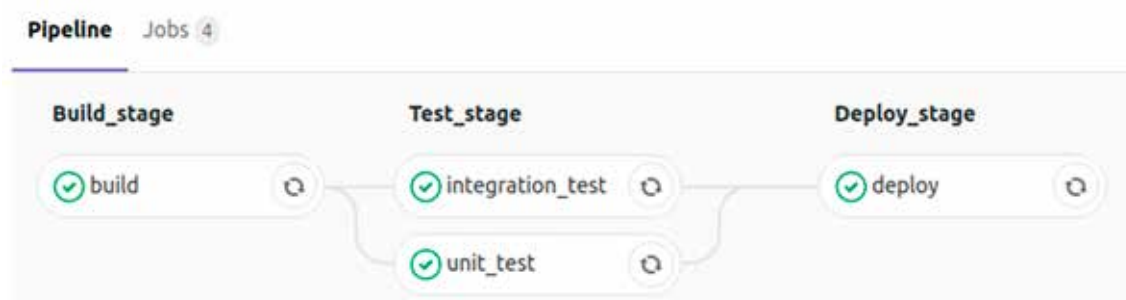 Pipeline Jobs 4
Build_stage Test_stage Deploy_stage
build integration_test deploy
unit_test